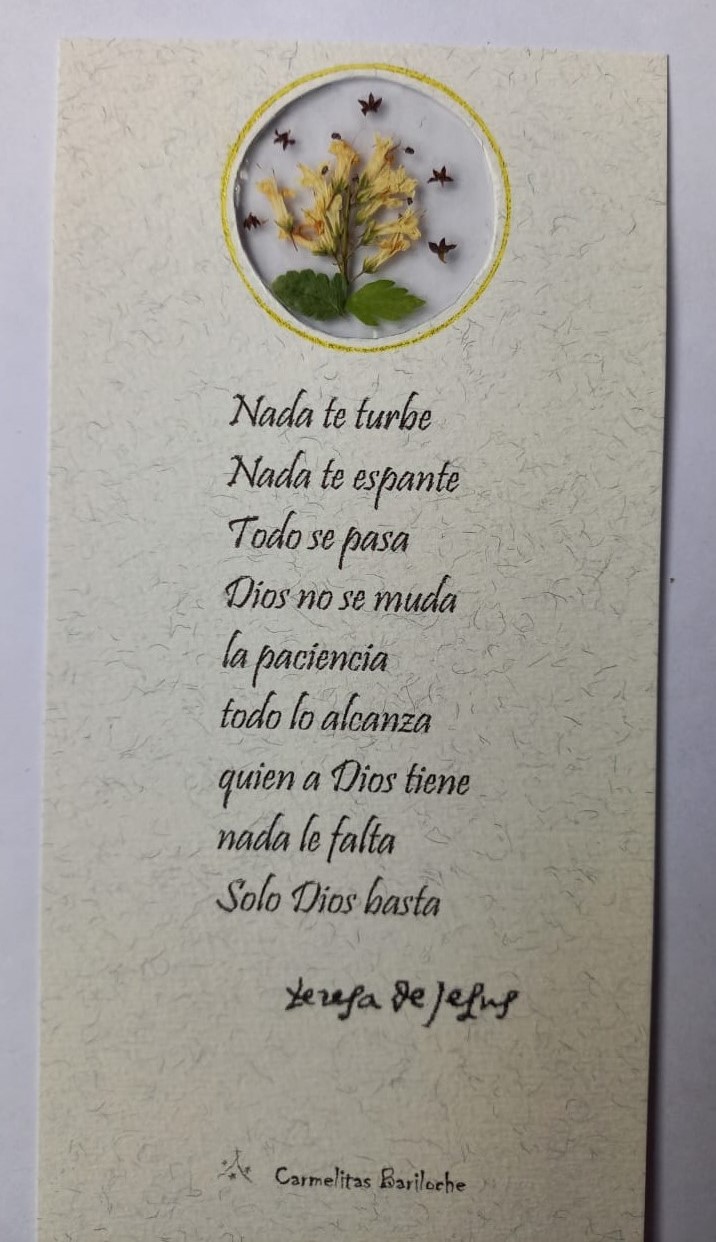 Nada te turbe
Nada te espante
Todo se pasa
Dios no se muda
la paciencia
todo lo alcanza
quien a Dios tiene
nada le falta
Solo Dios basta
teresa de jesus
Carmelitas Bariloche